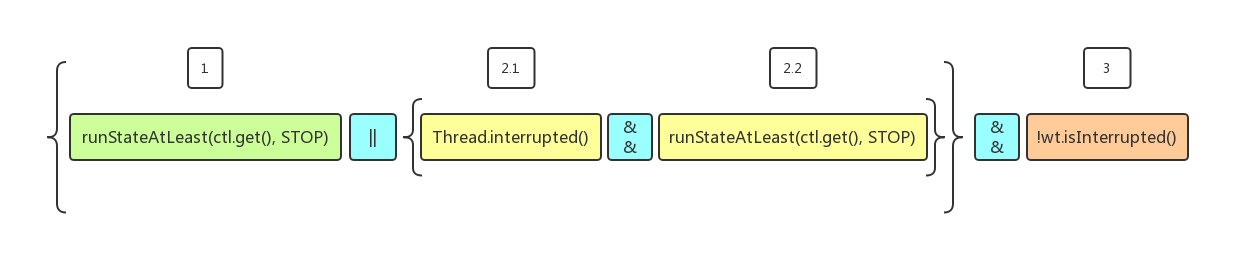 1
2.1
2.2
3
runStateAtLeast(ctl.get(), STOP)
||
Thread.interrupted()
&
&
runStateAtLeast(ctl.get(), STOP)
&
&
!wt.isInterrupted()